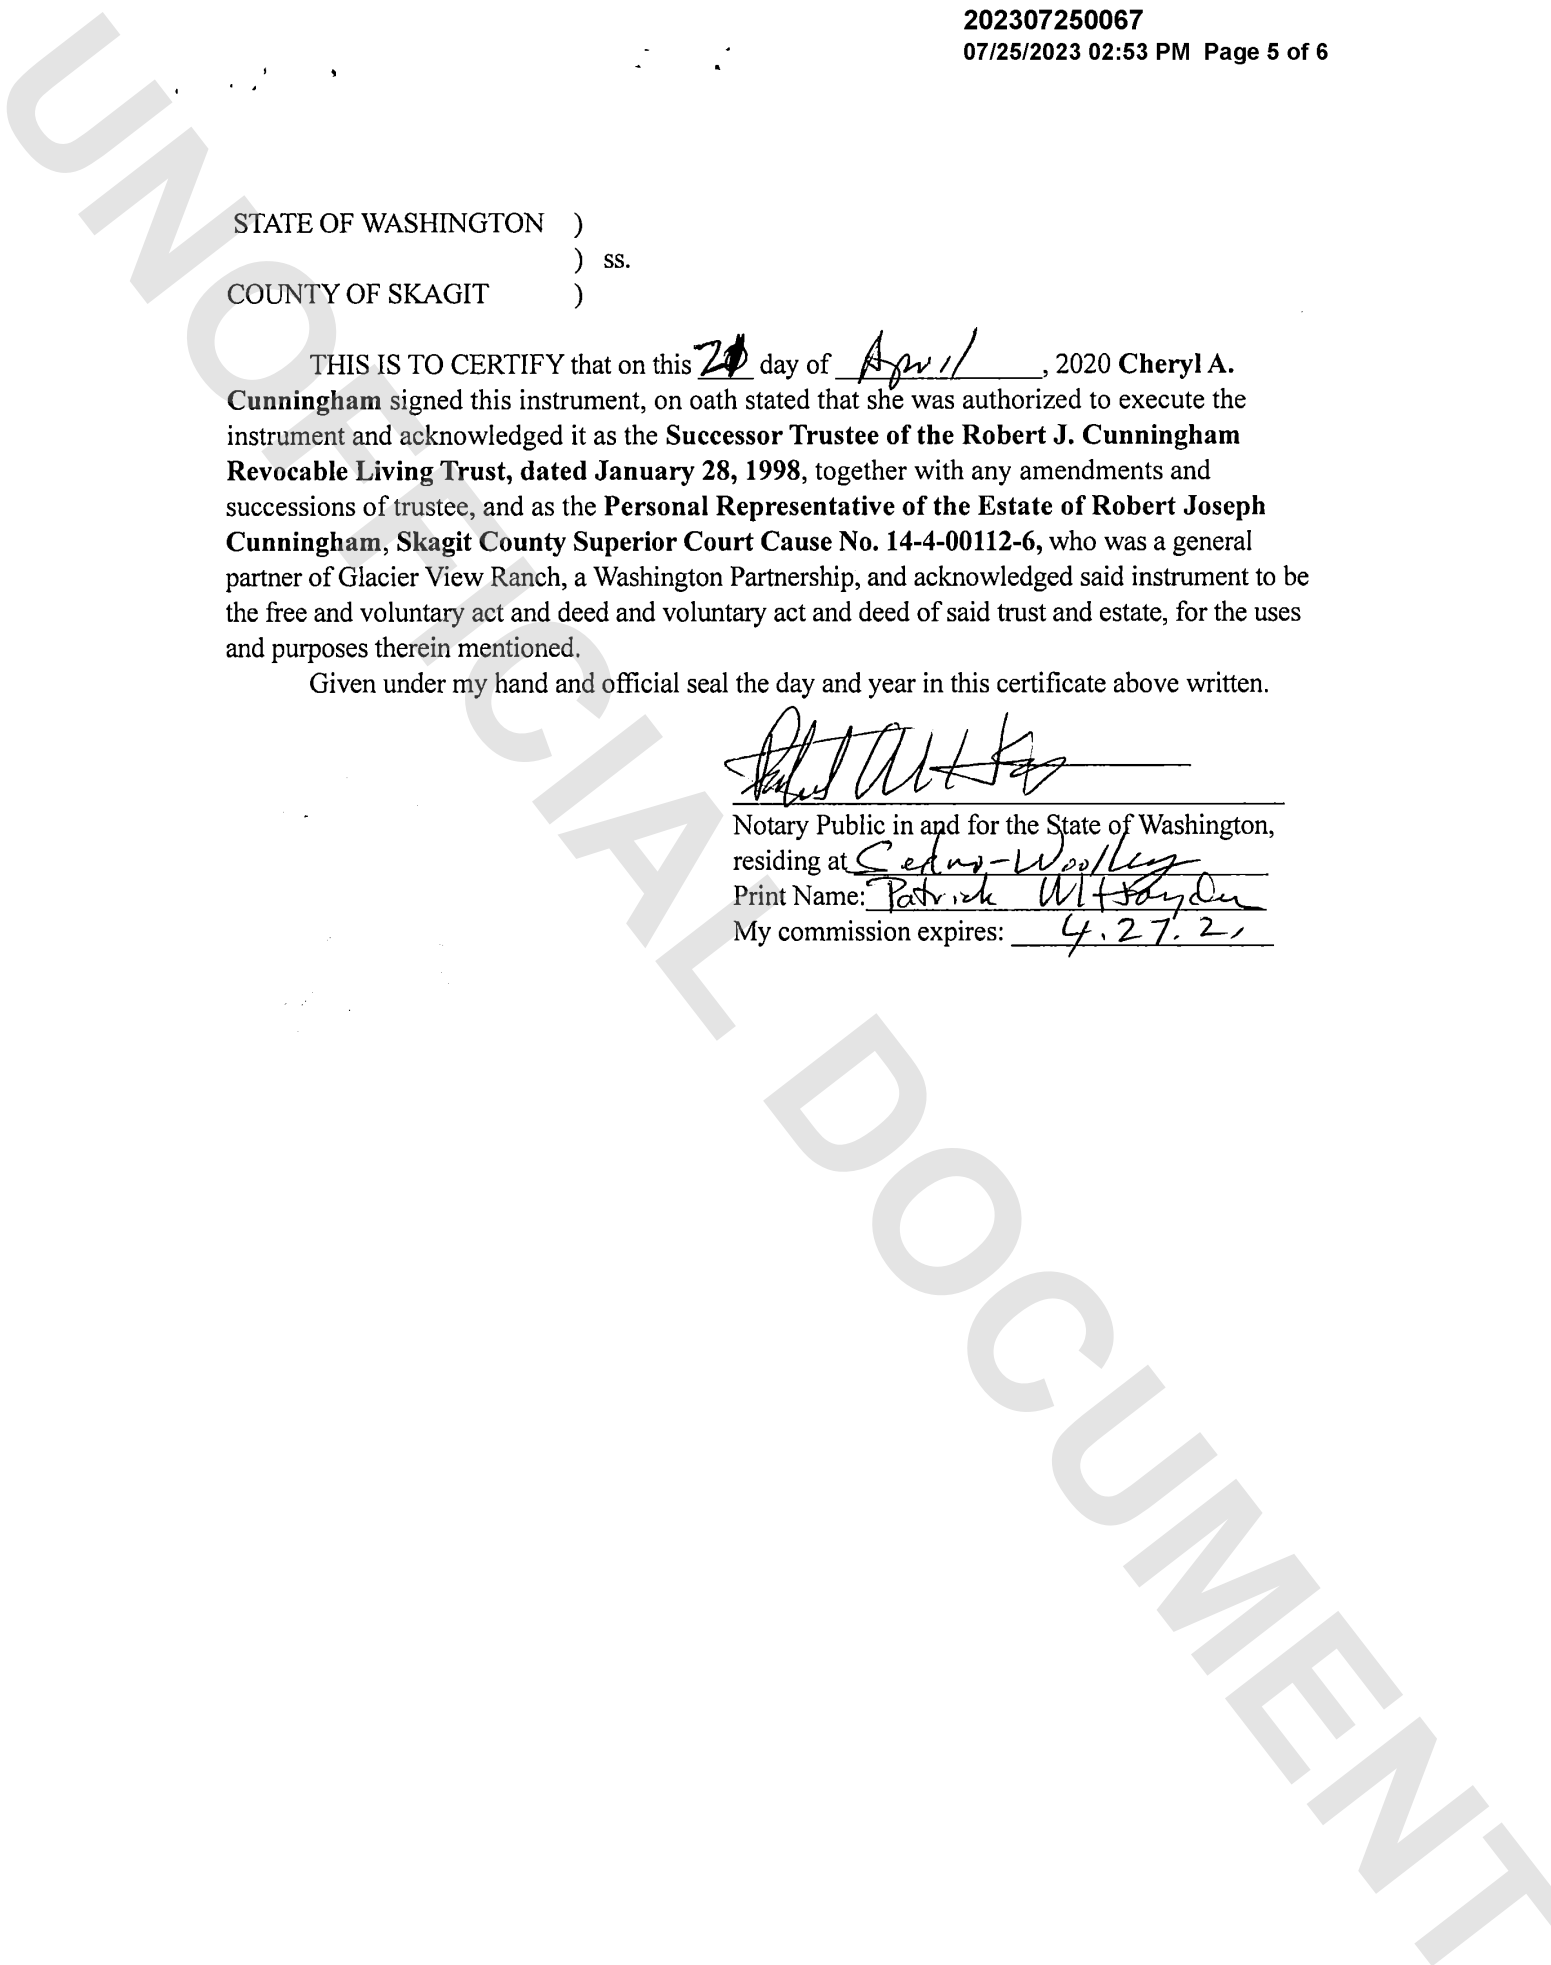 202307250067
07/25/2023 02:53 PM Page 5 of 6
STATE OF WASHINGTON )
) ss.
COUNTY OF SKAGIT )
THIS IS TO CERTIFY that on this day of April, 2020 Cheryl A.
Cunningham signed this instrument, on oath stated that she was authorized to execute the
instrument and acknowledged it as the Successor Trustee of the Robert J. Cunningham
Revocable Living Trust, dated January 28, 1998, together with any amendments and
successions of trustee, and as the Personal Representative of the Estate of Robert Joseph
Cunningham, Skagit County Superior Court Cause No. 14-4-00112-6, who was a general
partner of Glacier View Ranch, a Washington Partnership, and acknowledged said instrument to be
the free and voluntary act and deed and voluntary act and deed of said trust and estate, for the uses
and purposes therein mentioned.
Given under my hand and official seal the day and year in this certificate above written.
Notary Public in and for the State of Washington,
residing at Sedro-Woolley
Print Name: Patrick
My commission expires: 4.27.21
UNOFFICIAL DOCUMENT